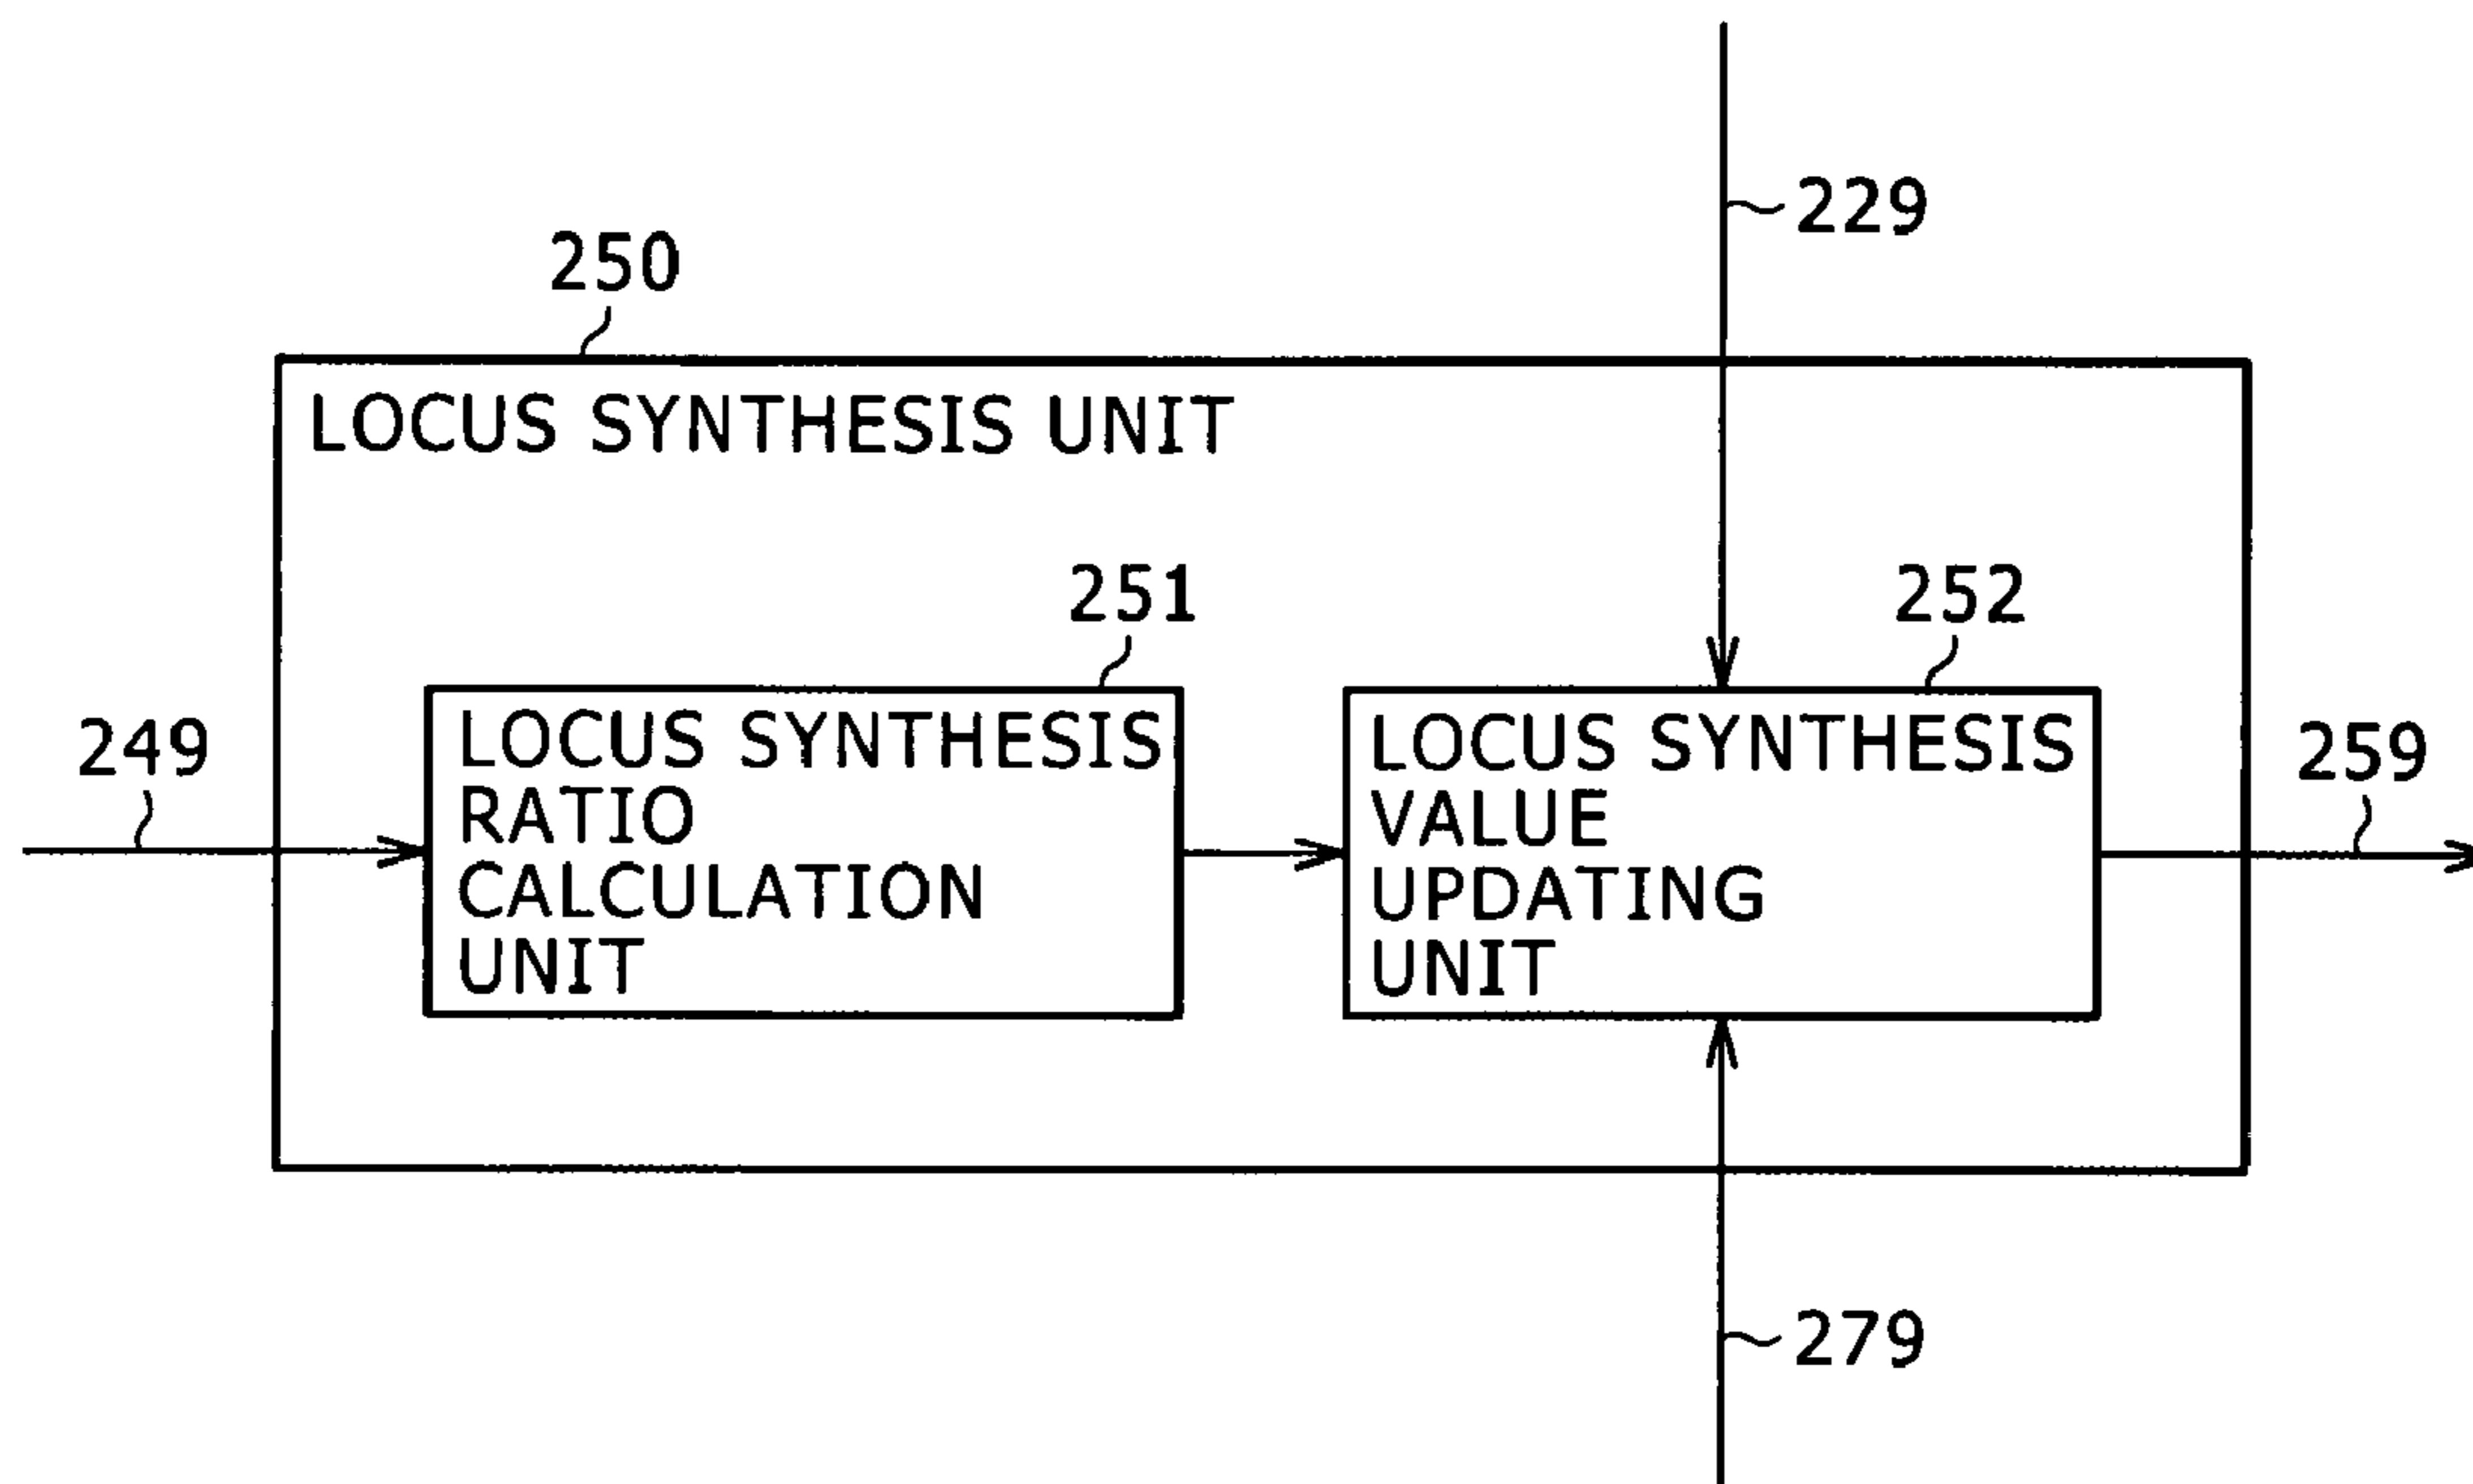 229
250
LOCUS SYNTHESIS UNIT
251
252
249
LOCUS SYNTHESIS
RATIO
CALCULATION
UNIT
LOCUS SYNTHESIS
VALUE
UPDATING
UNIT
259
279